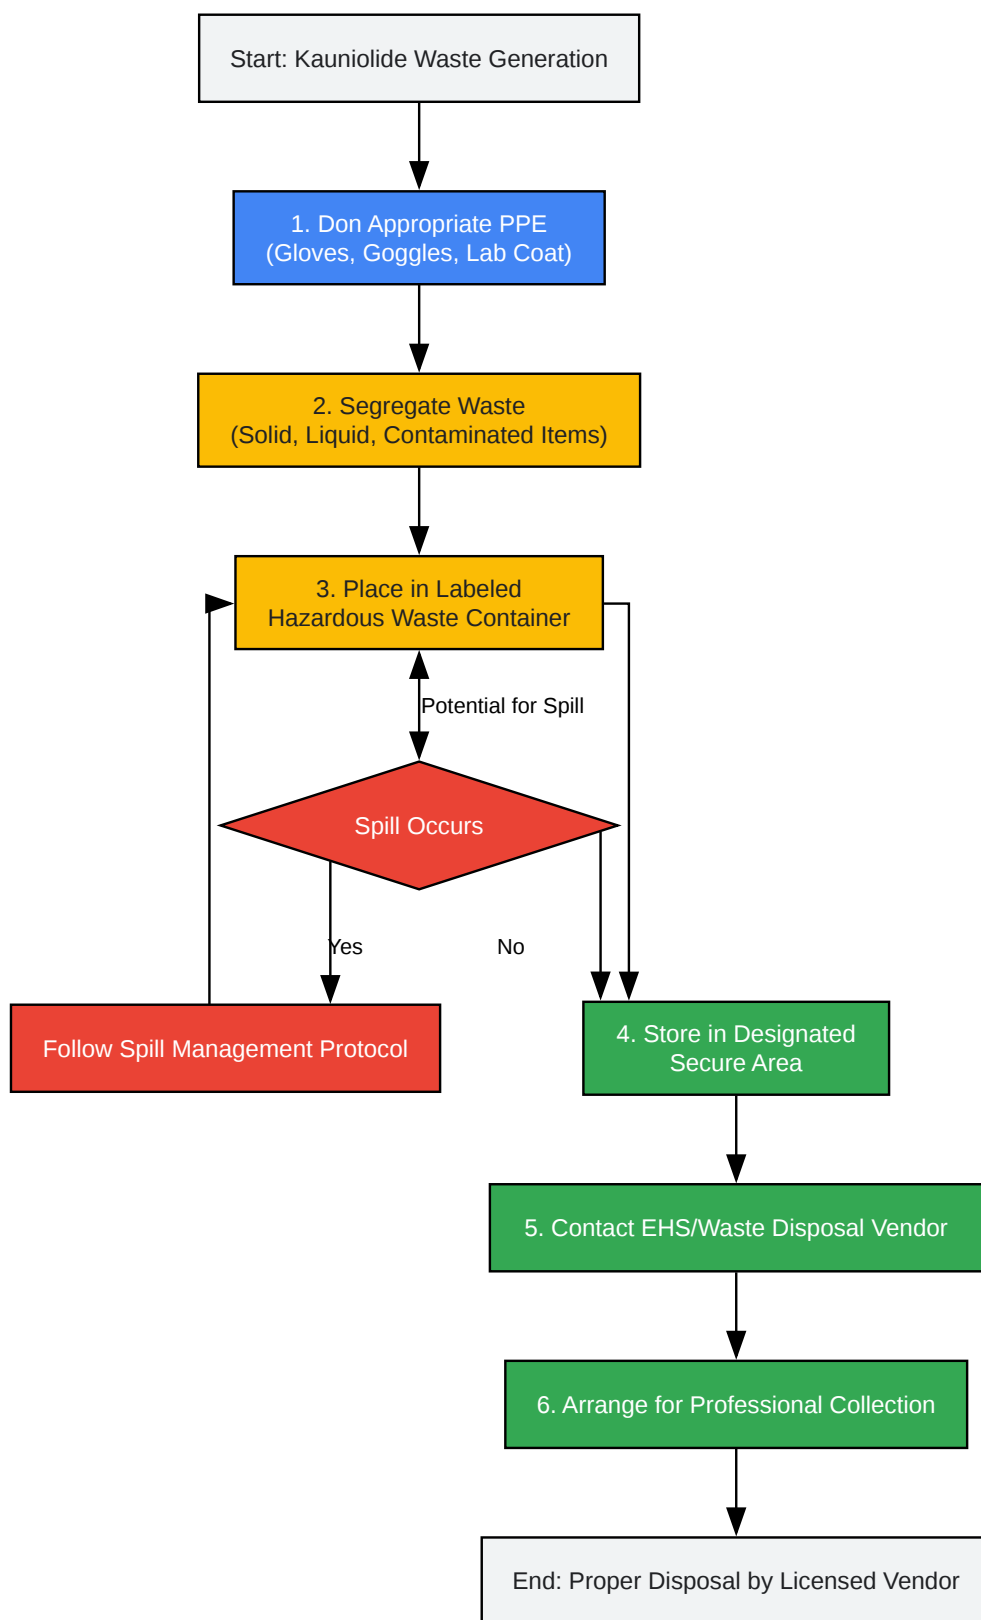 Start: Kauniolide Waste Generation
1. Don Appropriate PPE
(Gloves, Goggles, Lab Coat)
2. Segregate Waste
(Solid, Liquid, Contaminated Items)
3. Place in Labeled
Hazardous Waste Container
Potential for Spill
Spill Occurs
Yes
No
Follow Spill Management Protocol
4. Store in Designated
Secure Area
5. Contact EHS/Waste Disposal Vendor
6. Arrange for Professional Collection
End: Proper Disposal by Licensed Vendor